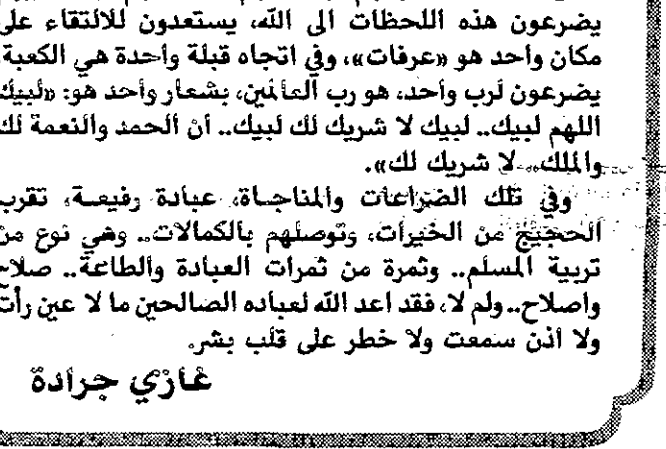 يضرعون هذه اللحظات الى الله، يستعدون للالتقاء على
مكان واحد هو «عرفات»، وفي اتجاه قبلة واحدة هي الكعبة،
يضرعون لرب واحد، هو رب العالمين، بشعار واحد هو: «لبيك
اللهم لبيك.. لبيك لا شريك لك لبيك.. أن الحمد والنعمة لك
والملك.. لا شريك لك».
وفي تلك الضراعات والمناجاة، عبادة رفيعة، تقرب
الحجيج من الخيرات، وتوصلهم بالكمالات.. وهي نوع من
تربية المسلم.. وثمرة من ثمرات العبادة والطاعة.. صلاح
واصلاح.. ولم لا، فقد اعد الله لعباده الصالحين ما لا عين رأت
ولا أذن سمعت ولا خطر على قلب بشر.
غازي جرادة